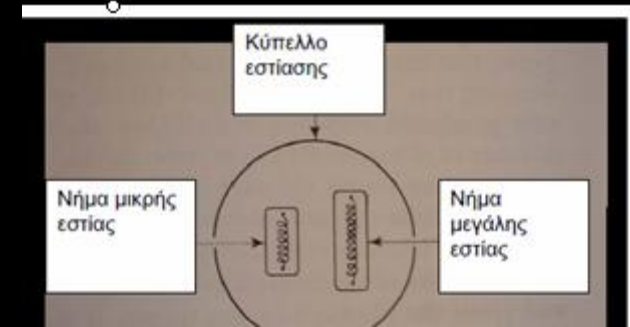 Κύπελλο
εστίασης
Νήμα μικρής
εστίας
Νήμα
μεγάλης
εστίας